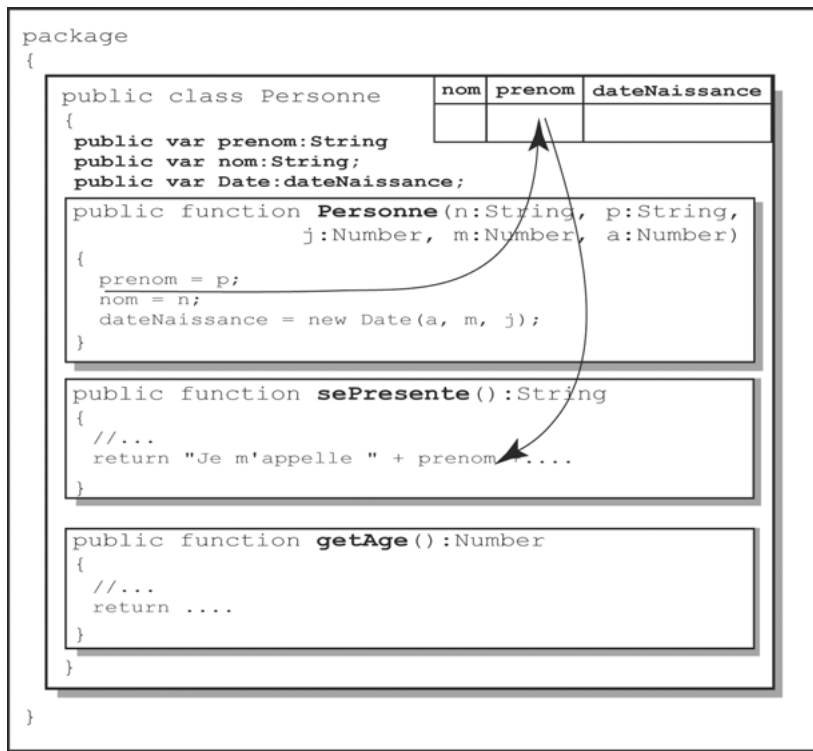 package
{
public class Personne
nom prenom dateNaissance
{
public var prenom:String
public var nom:String;
public var Date:dateNaissance;
public function Personne(n:String, p:String,
j:Number, m:Number, a:Number)
{
prenom = p;
nom = n;
dateNaissance = new Date(a, m, j);
}
public function sePresente():String
{
//...
return "Je m'appelle " + prenom +....
}
public function getAge():Number
{
//...
return ....
}
}
}